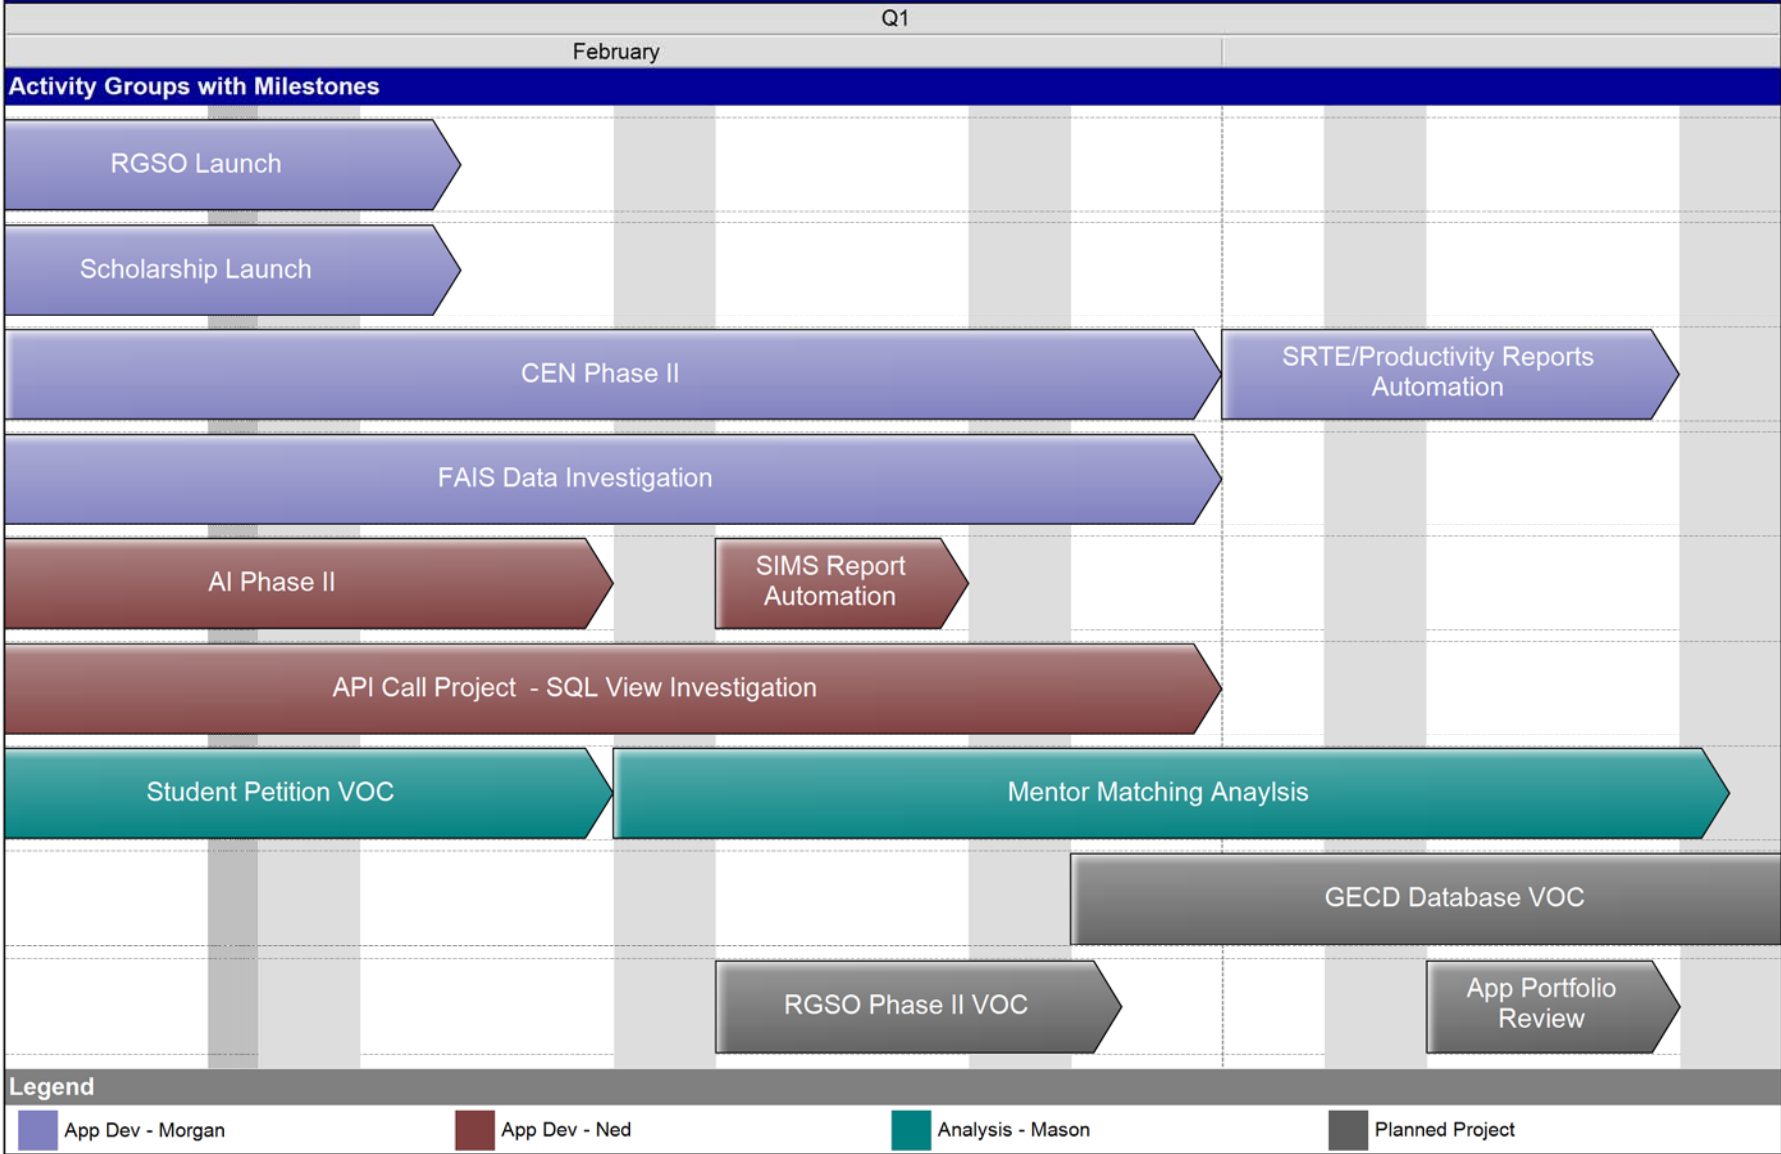 Q1
February
Activity Groups with Milestones
RGSO Launch
Scholarship Launch
CEN Phase II
SRTE/Productivity Reports
Automation
FAIS Data Investigation
AI Phase II
SIMS Report
Automation
API Call Project  - SQL View Investigation
Student Petition VOC
Mentor Matching Anaylsis
GECD Database VOC
RGSO Phase II VOC
App Portfolio
Review
Legend
App Dev - Morgan
App Dev - Ned
Analysis - Mason
Planned Project